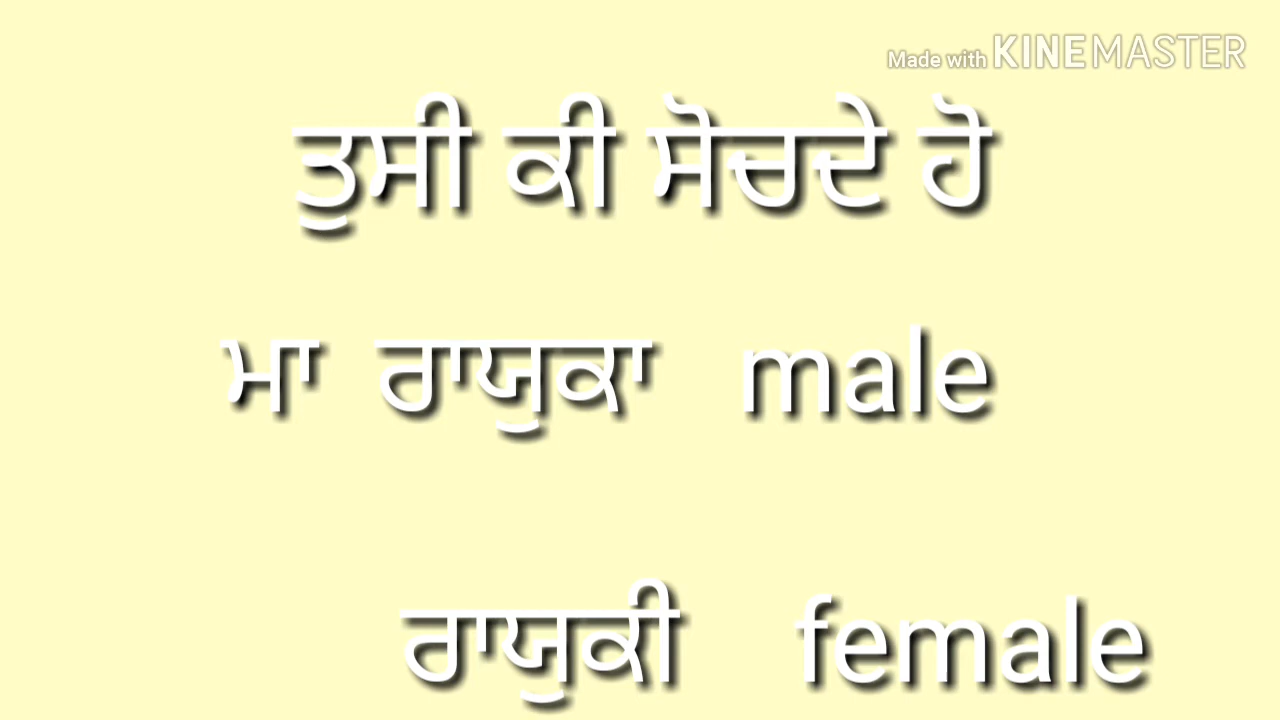 Made with KINEMASTER
ਤੁਸੀ ਕੀ ਸੋਚਦੇ ਹੋ
ਮਾ ਰਾਯੁਕਾ male
ਰਾਯੁਕੀ female